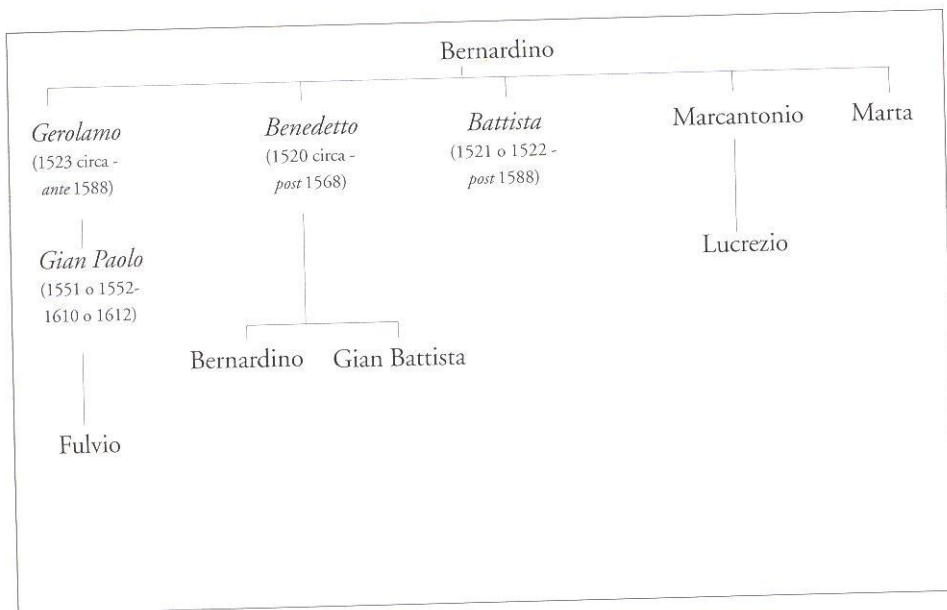 Bernardino
Gerolamo
(1523 circa -
ante 1588)
Benedetto
(1520 circa -
post 1568)
Battista
(1521 o 1522 -
post 1588)
Marcantonio
Marta
Gian Paolo
(1551 o 1552-
1610 o 1612)
Lucrezio
Bernardino
Gian Battista
Fulvio